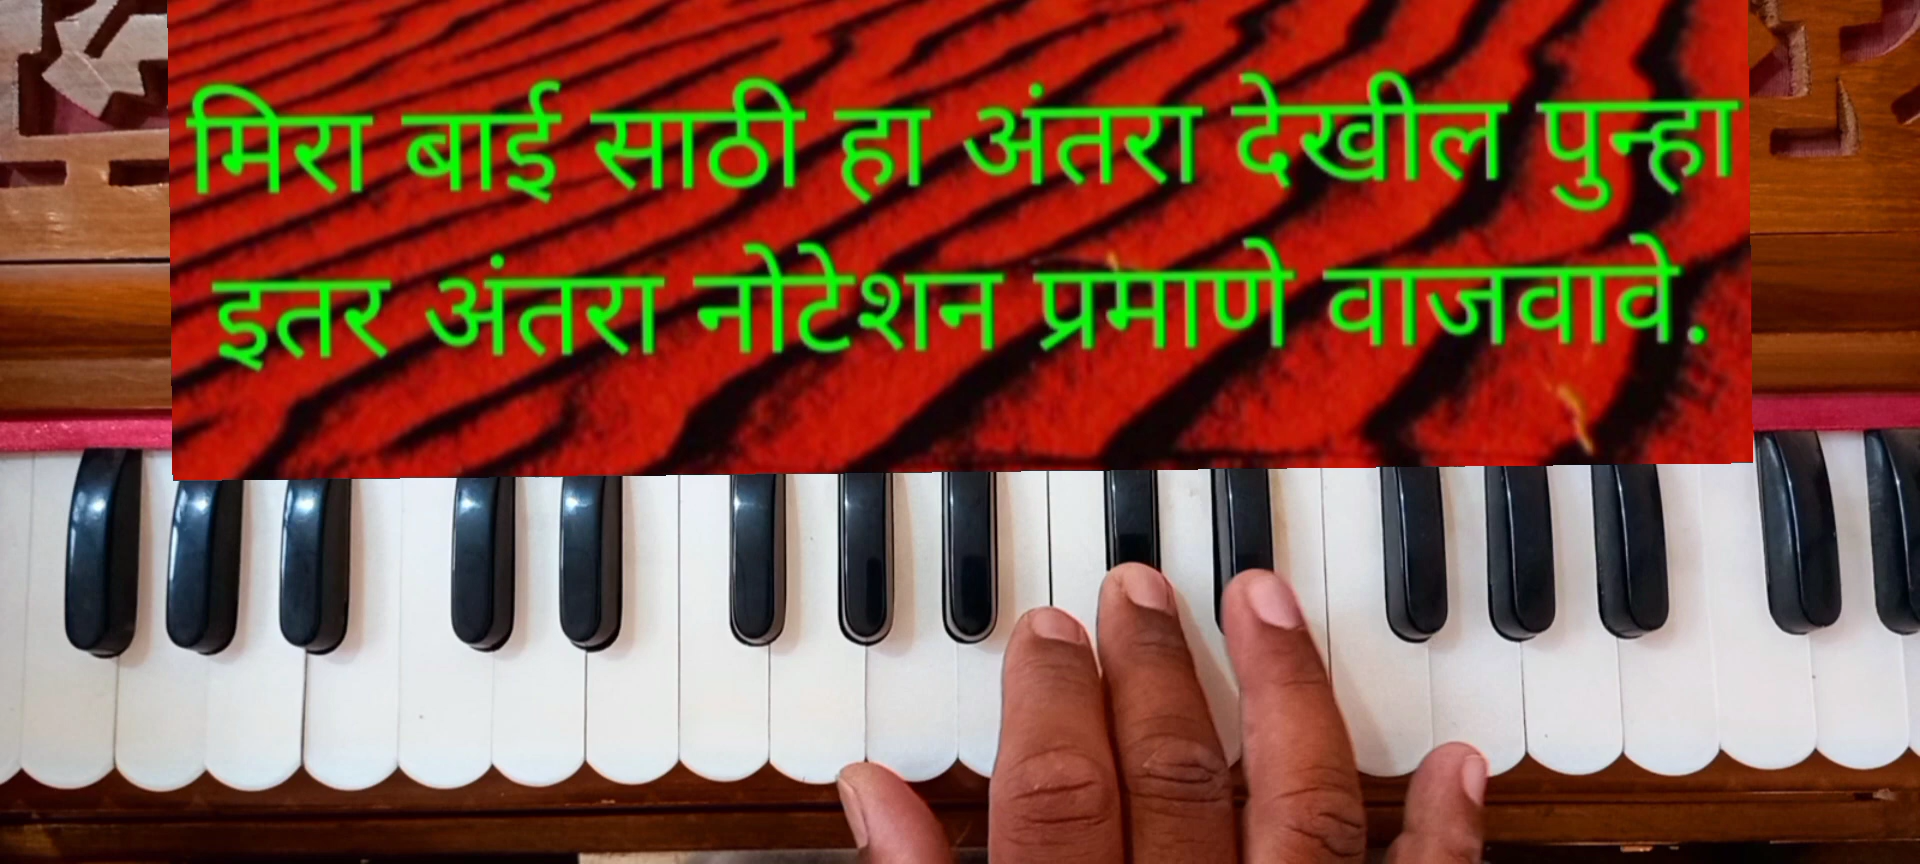 मिरा बाई साठी हा अंतरा देखील पुन्हा
इतर अंतरा नोटेशन प्रमाणे वाजवावे.